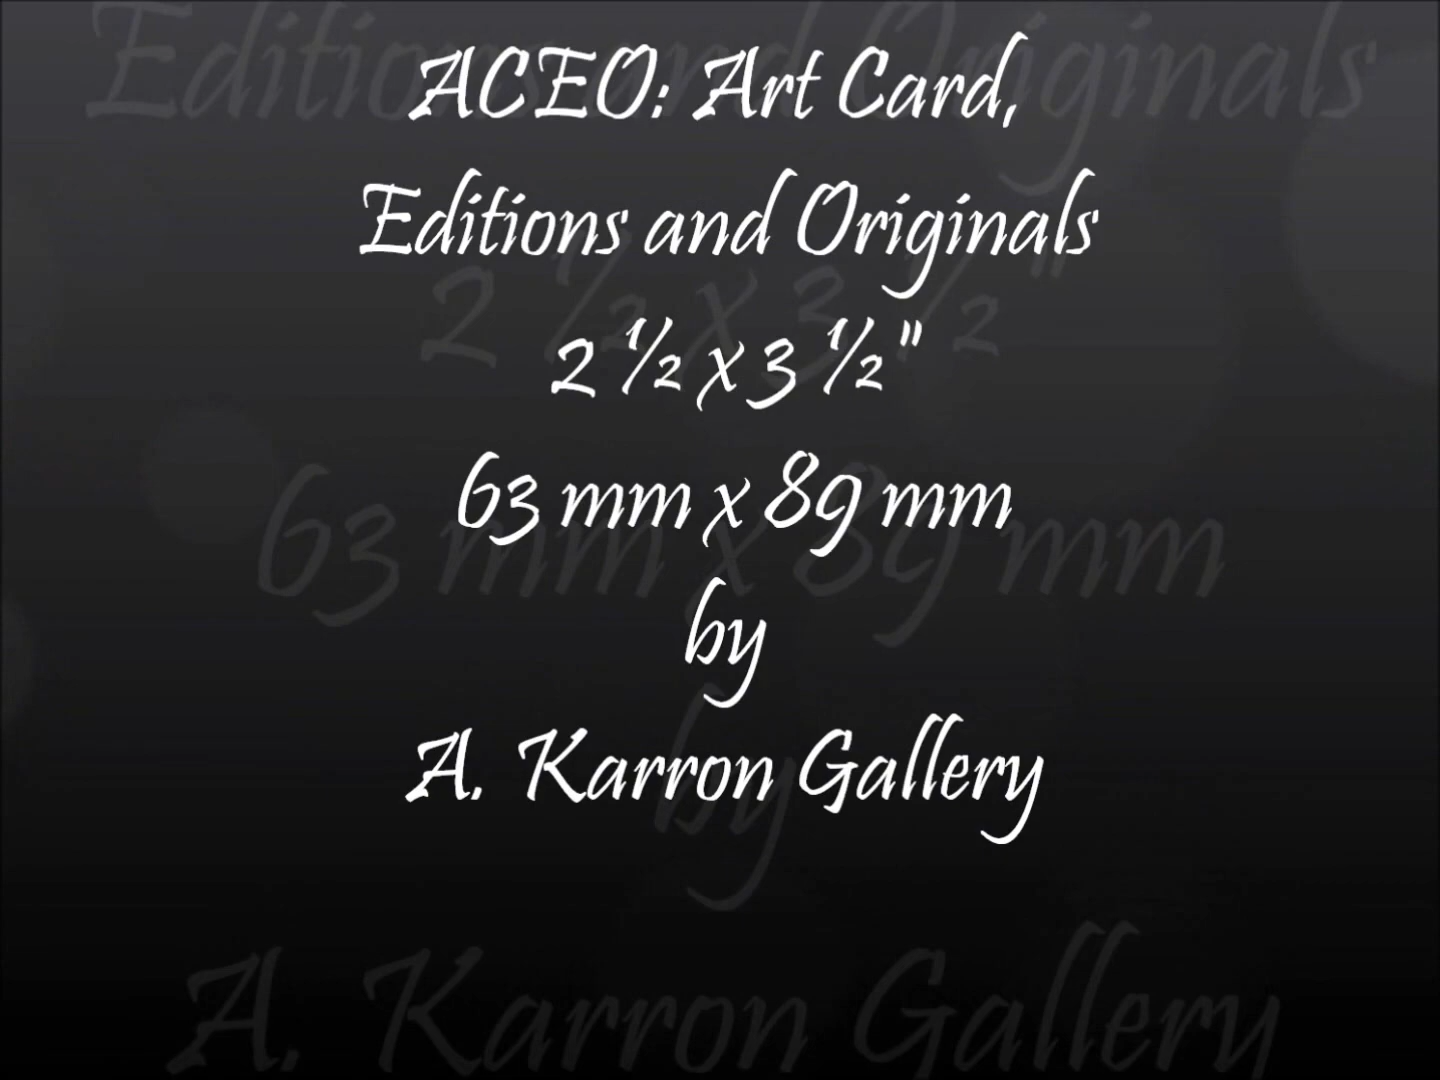 ACEO: Art Card,
Editions and Originals
2 ½ x 3 ½"
63 mm x 89 mm
by
A. Karron Gallery